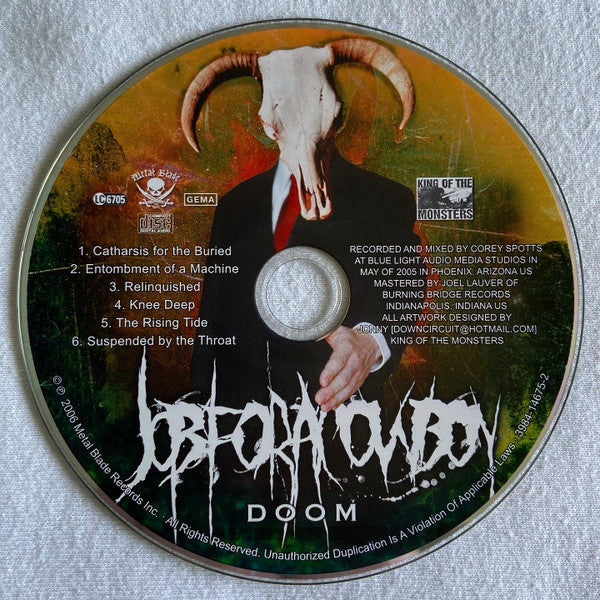 Metal Blade
RECORDS
LC 6705
COMPACT
disc
DIGITAL AUDIO
GEMA
KING OF THE
MONSTERS
1. Catharsis for the Buried
2. Entombment of a Machine
3. Relinquished
4. Knee Deep
5. The Rising Tide
6. Suspended by the Throat
RECORDED AND MIXED BY COREY SPOTTS
AT BLUE LIGHT AUDIO MEDIA STUDIOS IN
MAY OF 2005 IN PHOENIX. ARIZONA US
MASTERED BY JOEL LAUVER OF
BURNING BRIDGE RECORDS
INDIANAPOLIS. INDIANA US
ALL ARTWORK DESIGNED BY
JONNY [DOWNCIRCUIT@HOTMAIL.COM]
KING OF THE MONSTERS
JOB FOR A COWBOY
DOOM
© ℗ 2006 Metal Blade Records Inc. · All Rights Reserved. Unauthorized Duplication Is A Violation Of Applicable Laws · 3984-14675-2